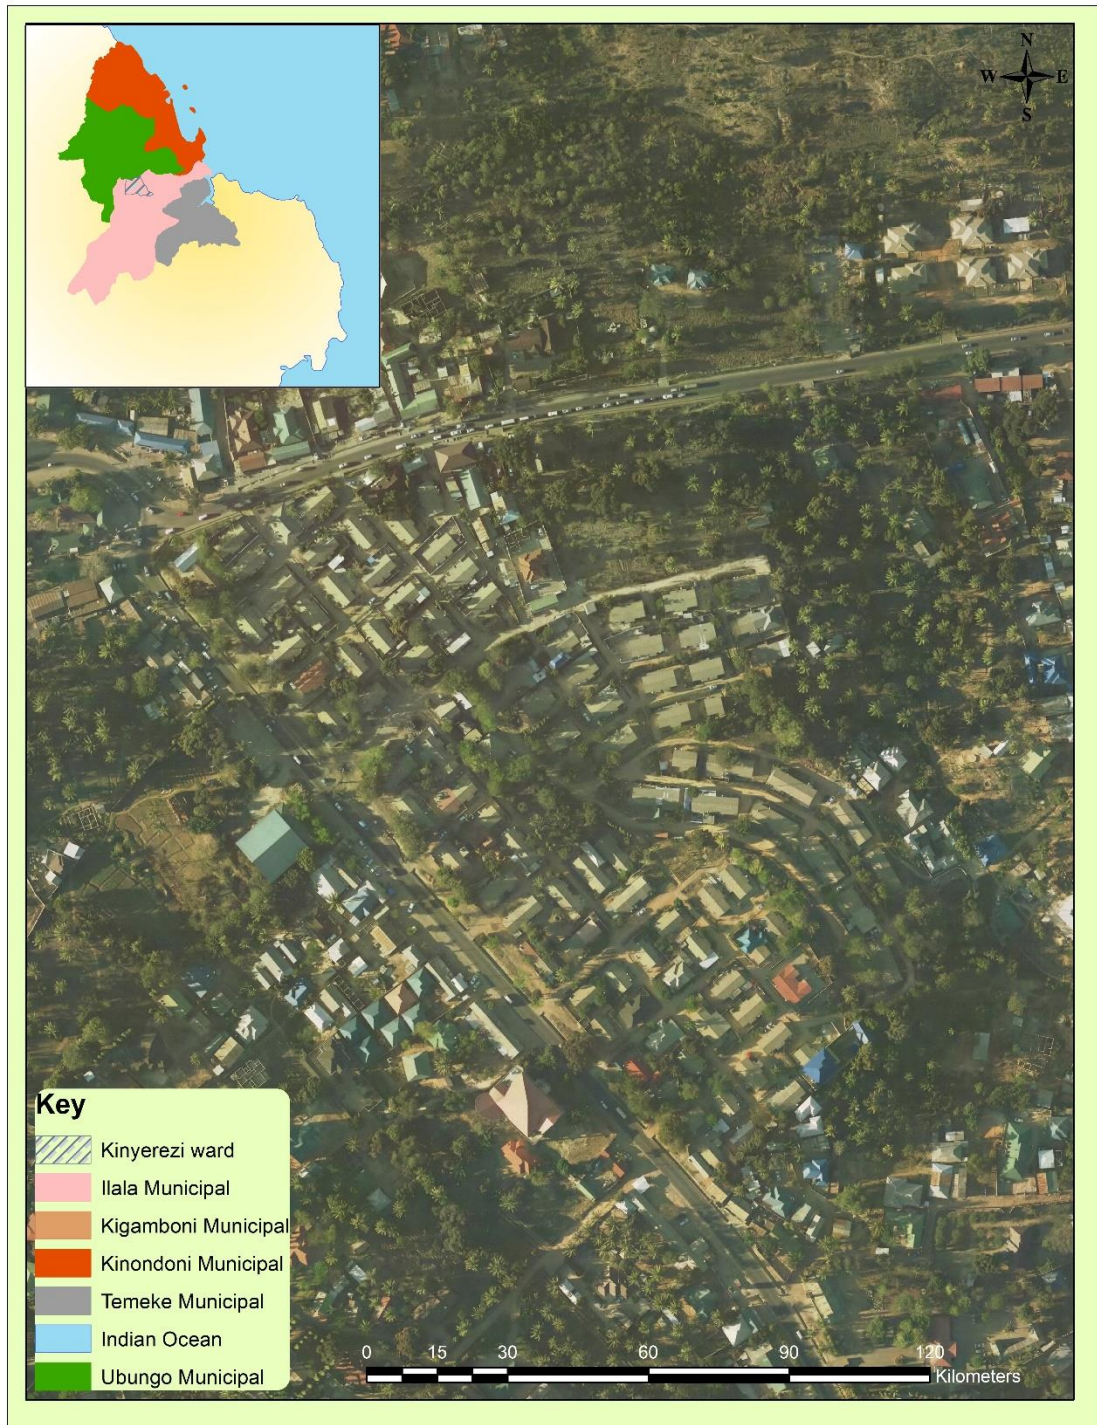 N
W E
S
Key
Kinyerezi ward
Ilala Municipal
Kigamboni Municipal
Kinondoni Municipal
Temeke Municipal
Indian Ocean
Ubungo Municipal
0 15 30 60 90 120
Kilometers